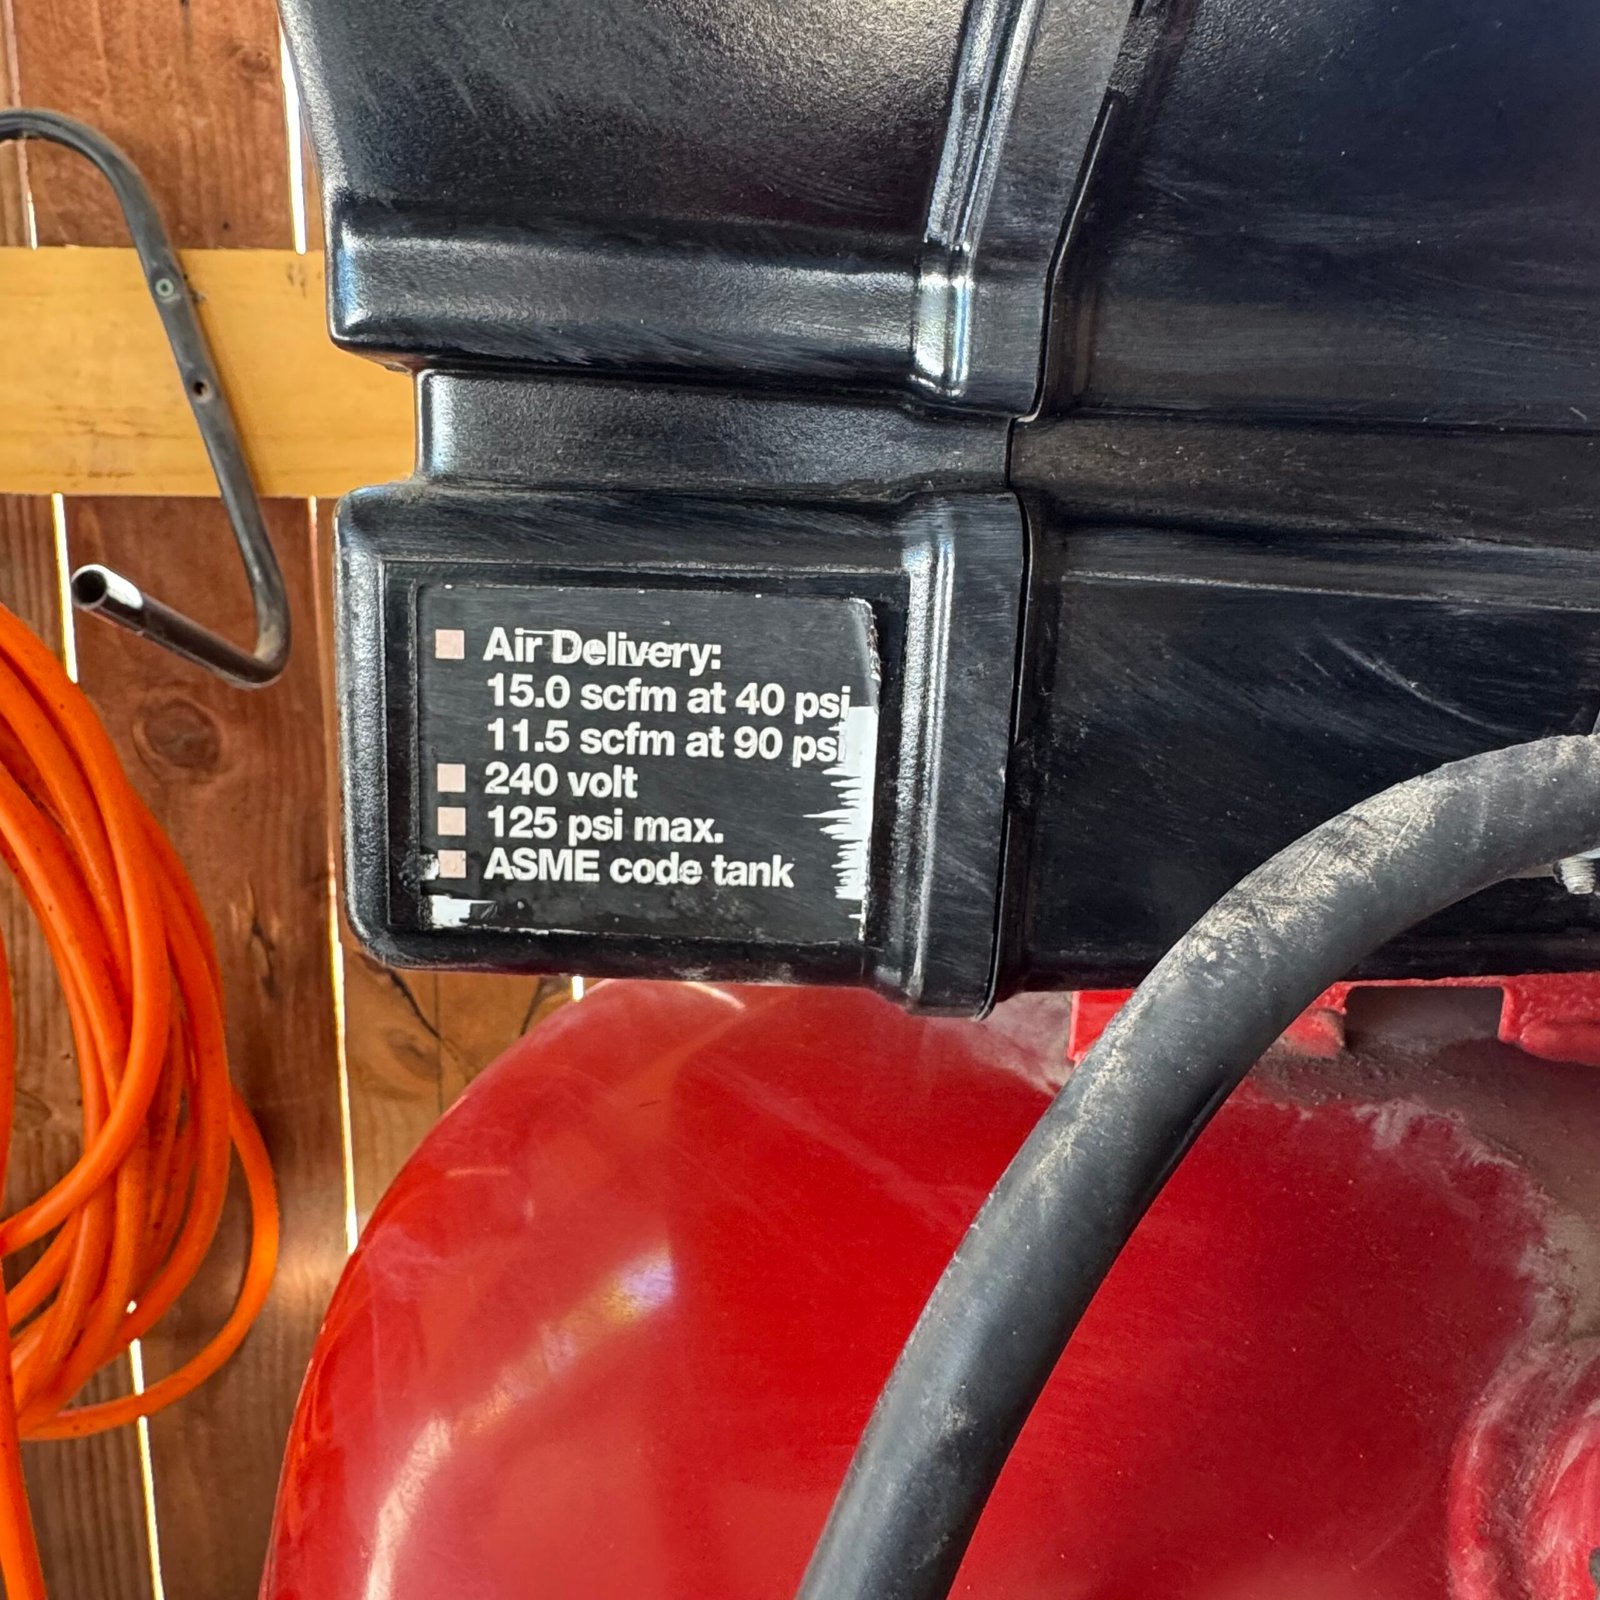 Air Delivery:
15.0 scfm at 40 psi
11.5 scfm at 90 psi
240 volt
125 psi max.
ASME code tank